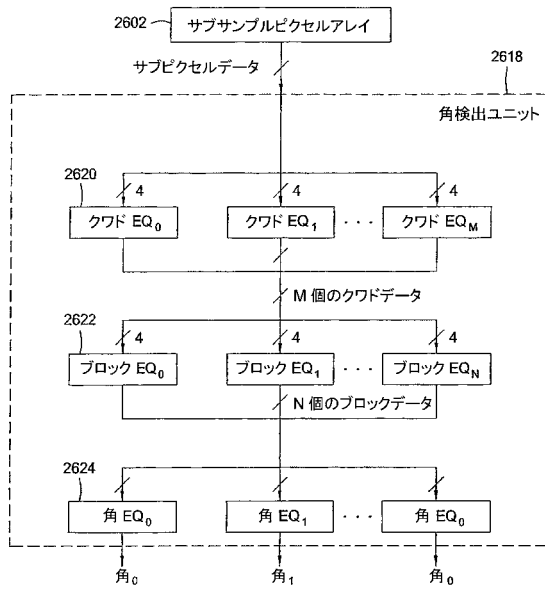 2602
サブサンプルピクセルアレイ
サブピクセルデータ
2618
角検出ユニット
2620
4 4 4
クワド EQ0 クワド EQ1 ・・・ クワド EQM
M 個のクワドデータ
2622
4 4 4
ブロック EQ0 ブロック EQ1 ・・・ ブロック EQN
N 個のブロックデータ
2624
角 EQ0 角 EQ1 ・・・ 角 EQ0
角0 角1 角0